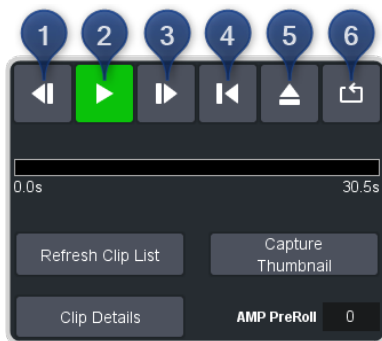 1 2 3 4 5 6
0.0s 30.5s
Refresh Clip List
Capture
Thumbnail
Clip Details
AMP PreRoll 0